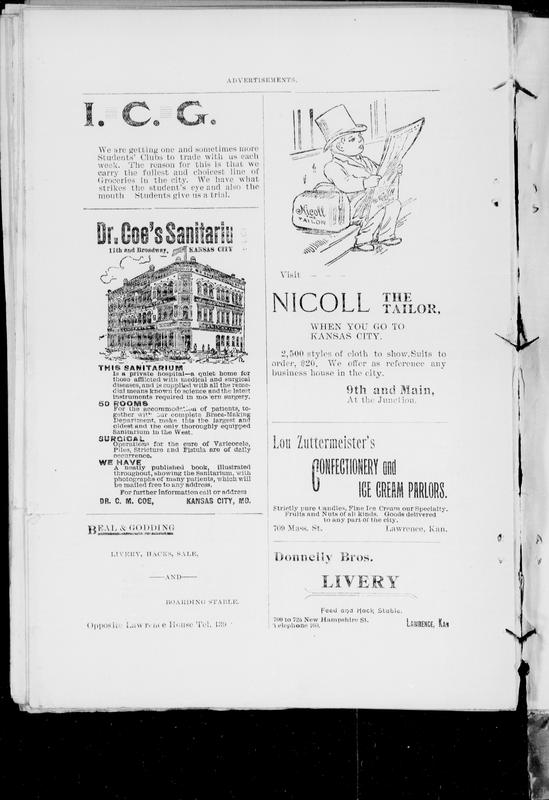 ADVERTISEMENTS.
I. C. G.
We are getting one and sometimes more
Students' Clubs to trade with us each
week. The reason for this is that we
carry the fullest and choicest line of
Groceries in the city. We have what
strikes the student's eye and also the
mouth Students give us a trial.
Dr. Coe's Sanitariu
11th and Broadway, KANSAS CITY
THIS SANITARIUM
Is a private hospital—a quiet home for
those afflicted with medical and surgical
diseases, and is supplied with all the reme-
dial means known to science and the latest
instruments required in modern surgery.
50 ROOMS
For the accommodation of patients, to-
gether with our complete Brace-Making
Department, make this the largest and
oldest and the only thoroughly equipped
Sanitarium in the West.
SURGICAL
Operations for the cure of Varicocele,
Piles, Stricture and Fistula are of daily
occurrence.
WE HAVE
A neatly published book, illustrated
throughout, showing the Sanitarium, with
photographs of many patients, which will
be mailed free to any address.
For further information call or address
DR. C. M. COE, KANSAS CITY, MO.
BEAL & GODDING
LIVERY, HACKS, SALE,
——AND——
BOARDING STABLE.
Opposite Lawrence House Tel. 139
Nicoll
TAILOR
Visit
NICOLL THE TAILOR,
WHEN YOU GO TO
KANSAS CITY.
2,500 styles of cloth to show. Suits to
order, $20. We offer as reference any
business house in the city.
9th and Main,
At the Junction.
Lou Zuttermeister's
CONFECTIONERY and
ICE CREAM PARLORS.
Strictly pure Candies, Fine Ice Cream our Specialty.
Fruits and Nuts of all kinds. Goods delivered
to any part of the city.
709 Mass. St. Lawrence, Kan.
Donnelly Bros.
LIVERY
Feed and Hack Stable.
700 to 725 New Hampshire St.
Telephone 100. LAWRENCE, KAN